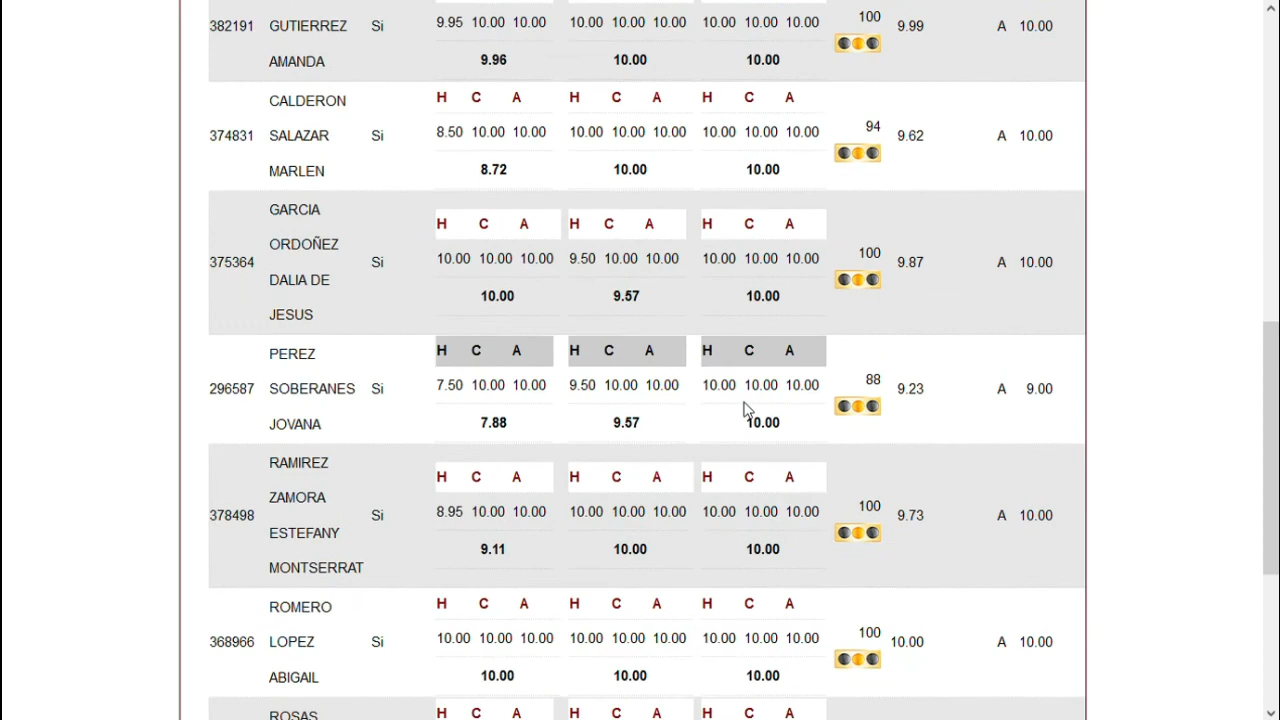 382191 GUTIERREZ Si 9.95 10.00 10.00 10.00 10.00 10.00 10.00 10.00 10.00 100 9.99 A 10.00
AMANDA 9.96 10.00 10.00
CALDERON H C A H C A H C A
374831 SALAZAR Si 8.50 10.00 10.00 10.00 10.00 10.00 10.00 10.00 10.00 94 9.62 A 10.00
MARLEN 8.72 10.00 10.00
GARCIA H C A H C A H C A
ORDOÑEZ
375364 Si 10.00 10.00 10.00 9.50 10.00 10.00 10.00 10.00 10.00 100 9.87 A 10.00
DALIA DE 10.00 9.57 10.00
JESUS
PEREZ H C A H C A H C A
296587 SOBERANES Si 7.50 10.00 10.00 9.50 10.00 10.00 10.00 10.00 10.00 88 9.23 A 9.00
JOVANA 7.88 9.57 10.00
RAMIREZ H C A H C A H C A
ZAMORA
378498 Si 8.95 10.00 10.00 10.00 10.00 10.00 10.00 10.00 10.00 100 9.73 A 10.00
ESTEFANY 9.11 10.00 10.00
MONTSERRAT
ROMERO H C A H C A H C A
368966 LOPEZ Si 10.00 10.00 10.00 10.00 10.00 10.00 10.00 10.00 10.00 100 10.00 A 10.00
ABIGAIL 10.00 10.00 10.00
ROSAS H C A H C A H C A